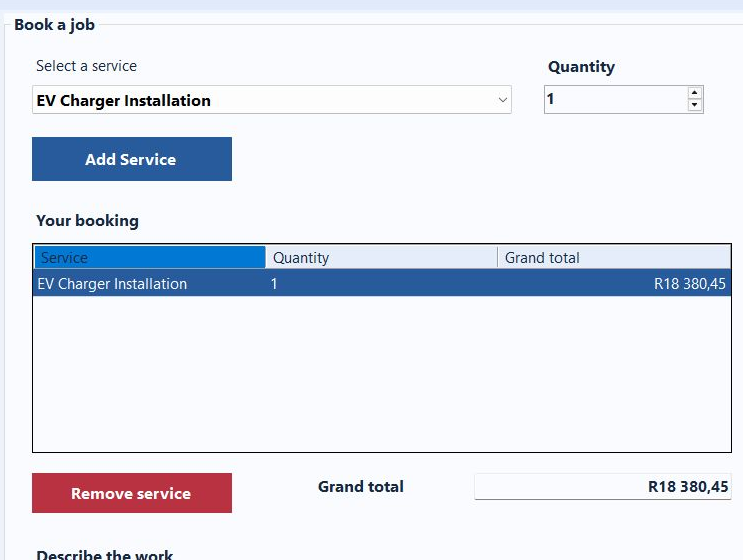 Book a job
Select a service
Quantity
EV Charger Installation
1
Add Service
Your booking
Service Quantity Grand total
EV Charger Installation 1 R18 380,45
Remove service Grand total R18 380,45
Describe the work